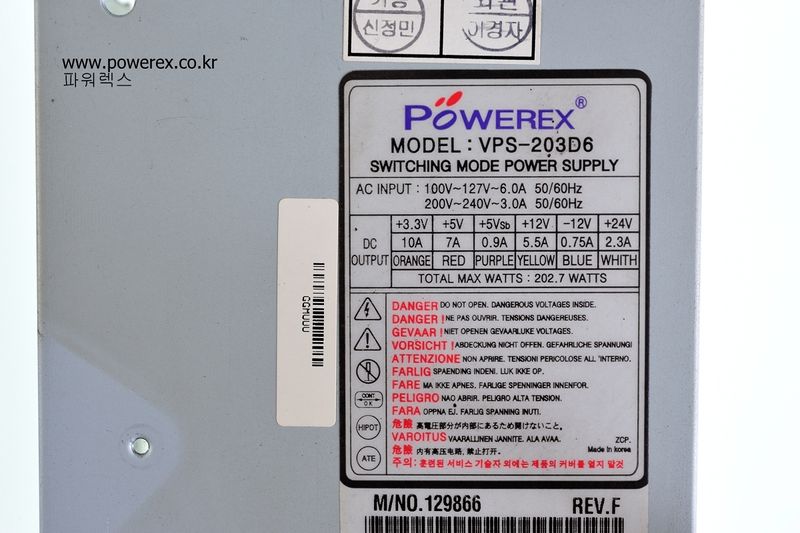 신정민
이경자
www.powerex.co.kr
파워렉스
POWEREX®
MODEL : VPS-203D6
SWITCHING MODE POWER SUPPLY
AC INPUT : 100V~127V~6.0A 50/60Hz
200V~240V~3.0A 50/60Hz
DC OUTPUT
+3.3V +5V +5Vsb +12V -12V +24V
10A 7A 0.9A 5.5A 0.75A 2.3A
ORANGE RED PURPLE YELLOW BLUE WHITH
TOTAL MAX WATTS : 202.7 WATTS
GGMUUU
DANGER DO NOT OPEN. DANGEROUS VOLTAGES INSIDE.
DANGER ! NE PAS OUVRIR. TENSIONS DANGEREUSES.
GEVAAR ! NIET OPENEN GEVAARLUKE VOLTAGES.
VORSICHT ! ABDECKUNG NICHT OFFEN. GEFAHRLICHE SPANNUNG!
ATTENZIONE NON APRIRE. TENSIONI PERICOLOSE ALL 'INTERNO.
FARLIG SPAENDING INDENI. LUK IKKE OP.
FARE MA IKKE APNES. FARLIGE SPENNINGER INNENFOR.
PELIGRO NAO ABRIR. PELIGRO ALTA TENSION.
CONT OK
FARA OPPNA EJ. FARLIG SPANNING INUTI.
危險 高電圧部分が内部にあるため開けないこと。
HIPOT
VAROITUS VAARALLINEN JANNITE. ALA AVAA. ZCP.
危險 内有高压电路, 禁止打开. Made in korea
ATE
주의: 훈련된 서비스 기술자 외에는 제품의 커버를 열지 말것
M/NO. 129866 REV.F